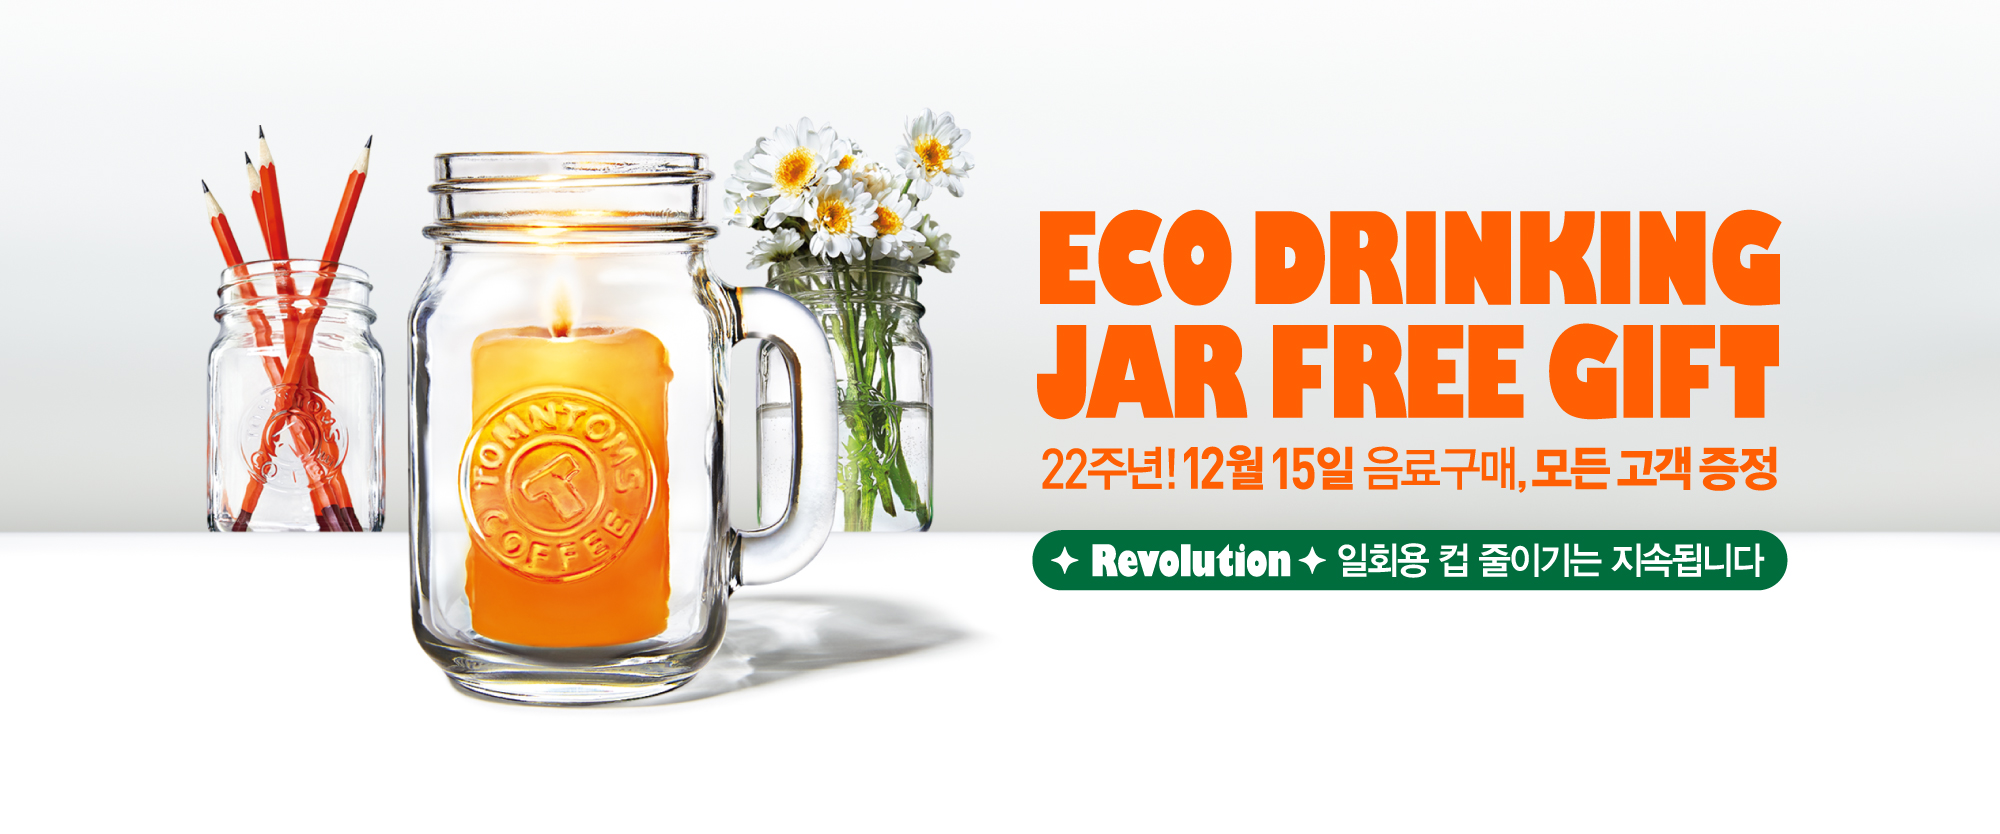 ECO DRINKING
JAR FREE GIFT
22주년! 12월 15일 음료구매, 모든 고객 증정
Revolution 일회용 컵 줄이기는 지속됩니다
TOMNTOMS COFFEE